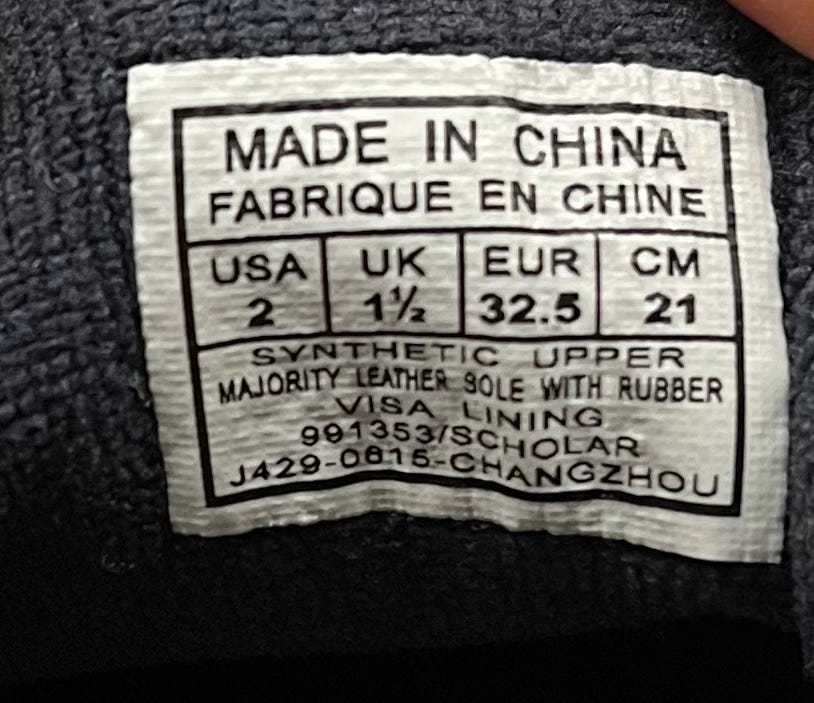 MADE IN CHINA
FABRIQUE EN CHINE
USA UK EUR CM
2 1½ 32.5 21
SYNTHETIC UPPER
MAJORITY LEATHER SOLE WITH RUBBER
VISA LINING
991353/SCHOLAR
J429-0615-CHANGZHOU